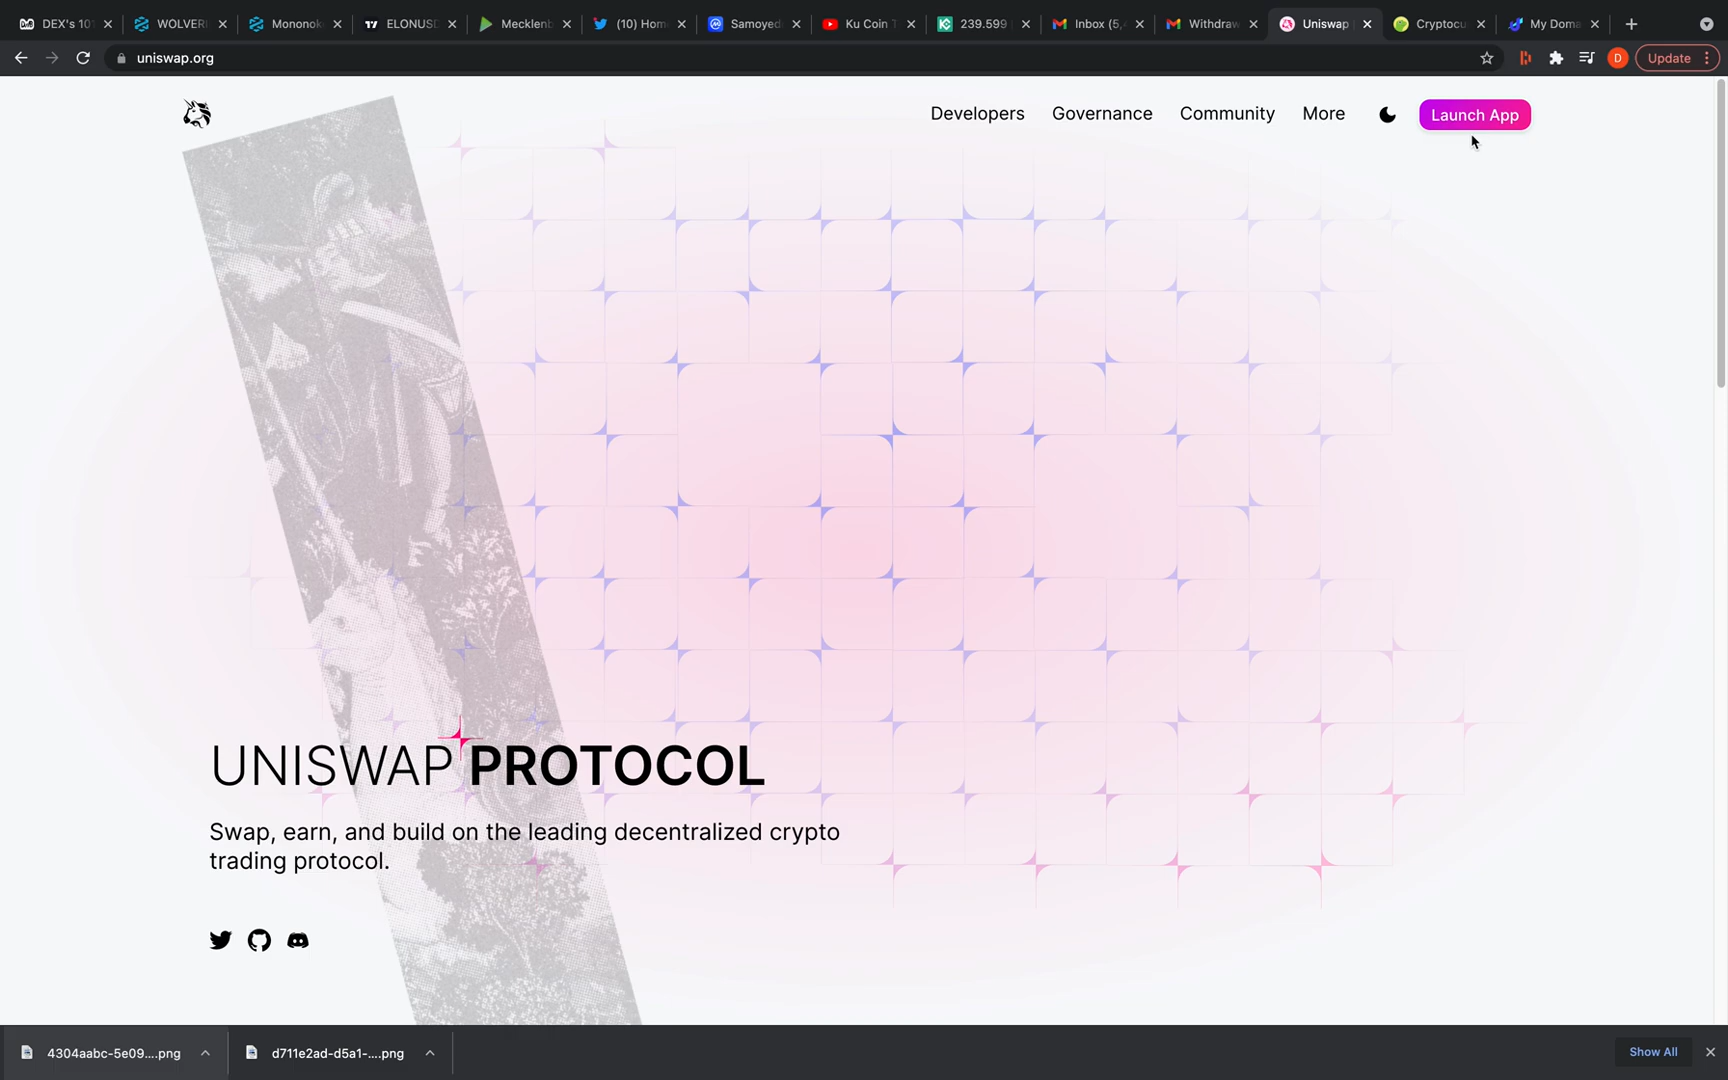 DEX's 101
WOLVERI
Mononok
ELONUSD
Mecklenb
(10) Hom
Samoyed
Ku Coin T
239.599
Inbox (5,4
Withdraw
Uniswap
Cryptocu
My Doma
uniswap.org
D
Update
Developers
Governance
Community
More
Launch App
UNISWAP PROTOCOL
Swap, earn, and build on the leading decentralized crypto
trading protocol.
4304aabc-5e09....png
d711e2ad-d5a1-....png
Show All